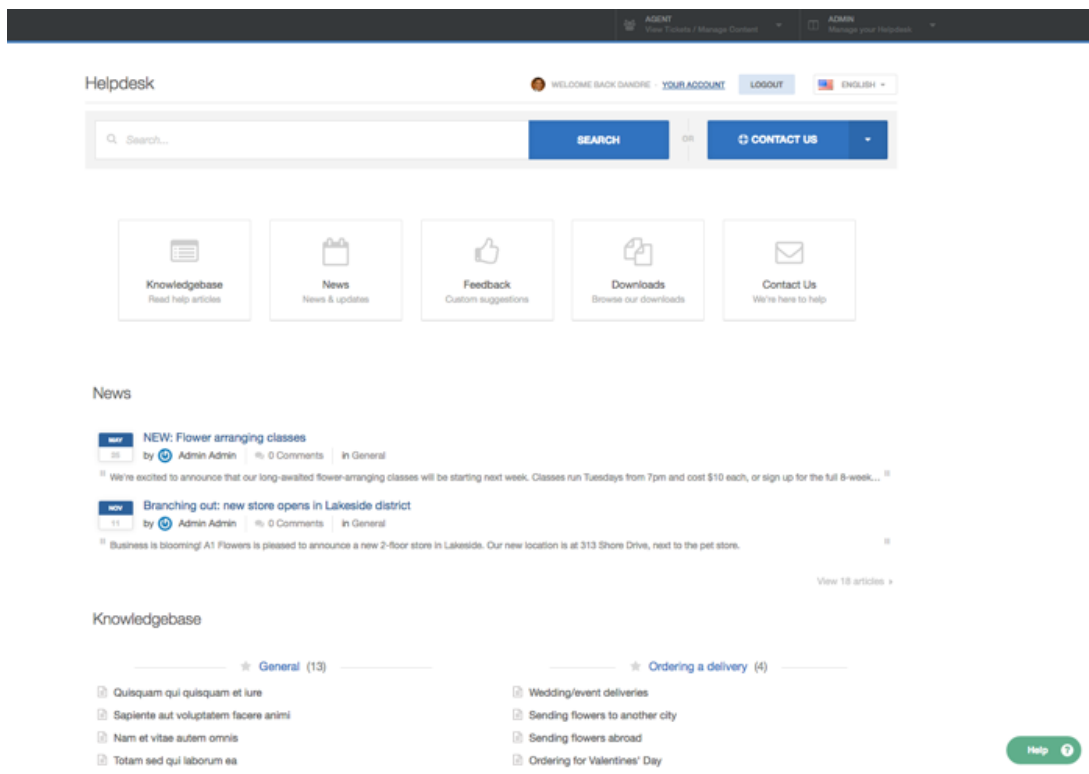 AGENT
View Tickets / Manage Content
ADMIN
Manage your Helpdesk
Helpdesk
WELCOME BACK DANDRE - YOUR ACCOUNT
LOGOUT
ENGLISH
Search...
SEARCH
OR
CONTACT US
Knowledgebase
Read help articles
News
News & updates
Feedback
Custom suggestions
Downloads
Browse our downloads
Contact Us
We're here to help
News
MAY
NEW: Flower arranging classes
by Admin Admin 0 Comments in General
" We're excited to announce that our long-awaited flower-arranging classes will be starting next week. Classes run Tuesdays from 7pm and cost $10 each, or sign up for the full 8-week... "
NOV
11
Branching out: new store opens in Lakeside district
by Admin Admin 0 Comments in General
" Business is blooming! A1 Flowers is pleased to announce a new 2-floor store in Lakeside. Our new location is at 313 Shore Drive, next to the pet store. "
View 18 articles
Knowledgebase
General (13)
Quisquam qui quisquam et iure
Sapiente aut voluptatem facere animi
Nam et vitae autem omnis
Totam sed qui laborum ea
Ordering a delivery (4)
Wedding/event deliveries
Sending flowers to another city
Sending flowers abroad
Ordering for Valentines' Day
Help ?